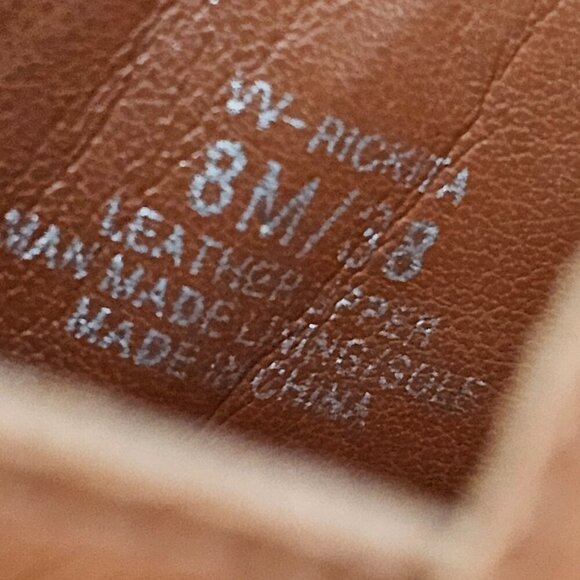 W-RICKITA
8M/38
LEATHER UPPER
MAN MADE LINING/SOLE
MADE IN CHINA